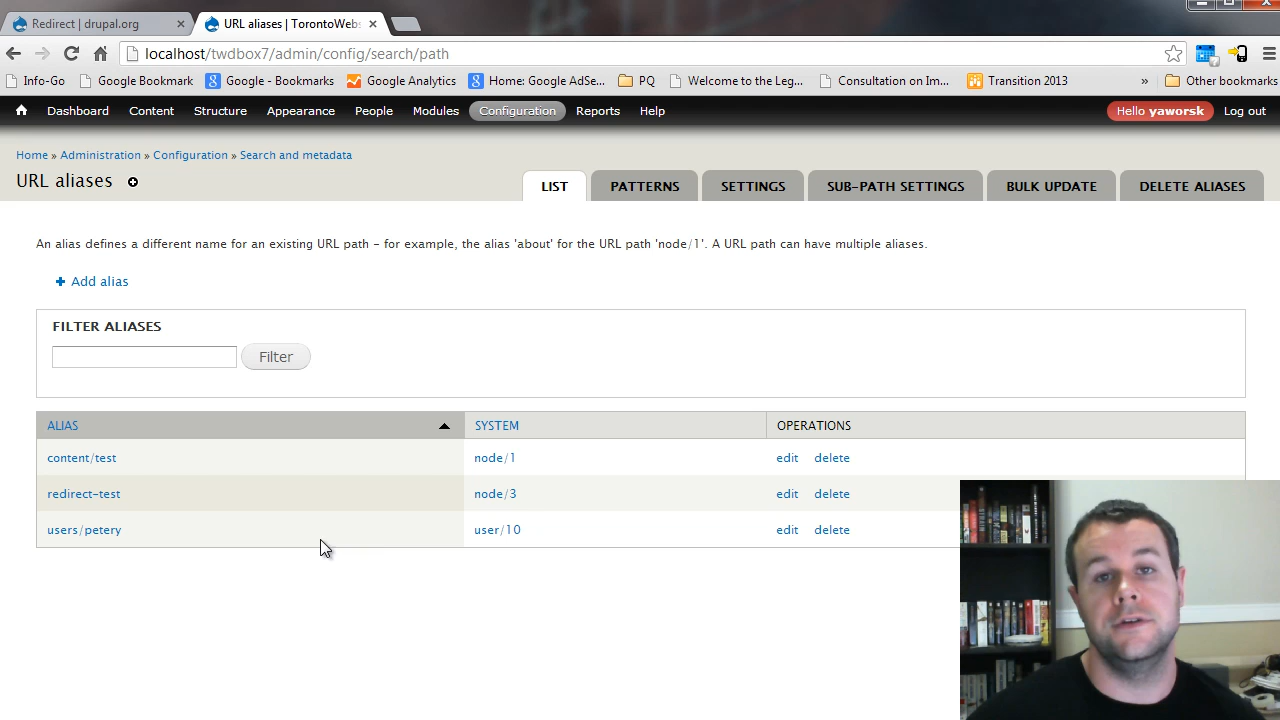 Redirect | drupal.org × URL aliases | TorontoWebs ×
localhost/twdbox7/admin/config/search/path
Info-Go Google Bookmark Google - Bookmarks Google Analytics Home: Google AdSe... PQ Welcome to the Leg... Consultation on Im... Transition 2013 » Other bookmarks
Dashboard Content Structure Appearance People Modules Configuration Reports Help Hello yaworsk Log out
Home » Administration » Configuration » Search and metadata
URL aliases LIST PATTERNS SETTINGS SUB-PATH SETTINGS BULK UPDATE DELETE ALIASES
An alias defines a different name for an existing URL path – for example, the alias 'about' for the URL path 'node/1'. A URL path can have multiple aliases.
+ Add alias
FILTER ALIASES
Filter
ALIAS SYSTEM OPERATIONS
content/test node/1 edit delete
redirect-test node/3 edit delete
users/petery user/10 edit delete